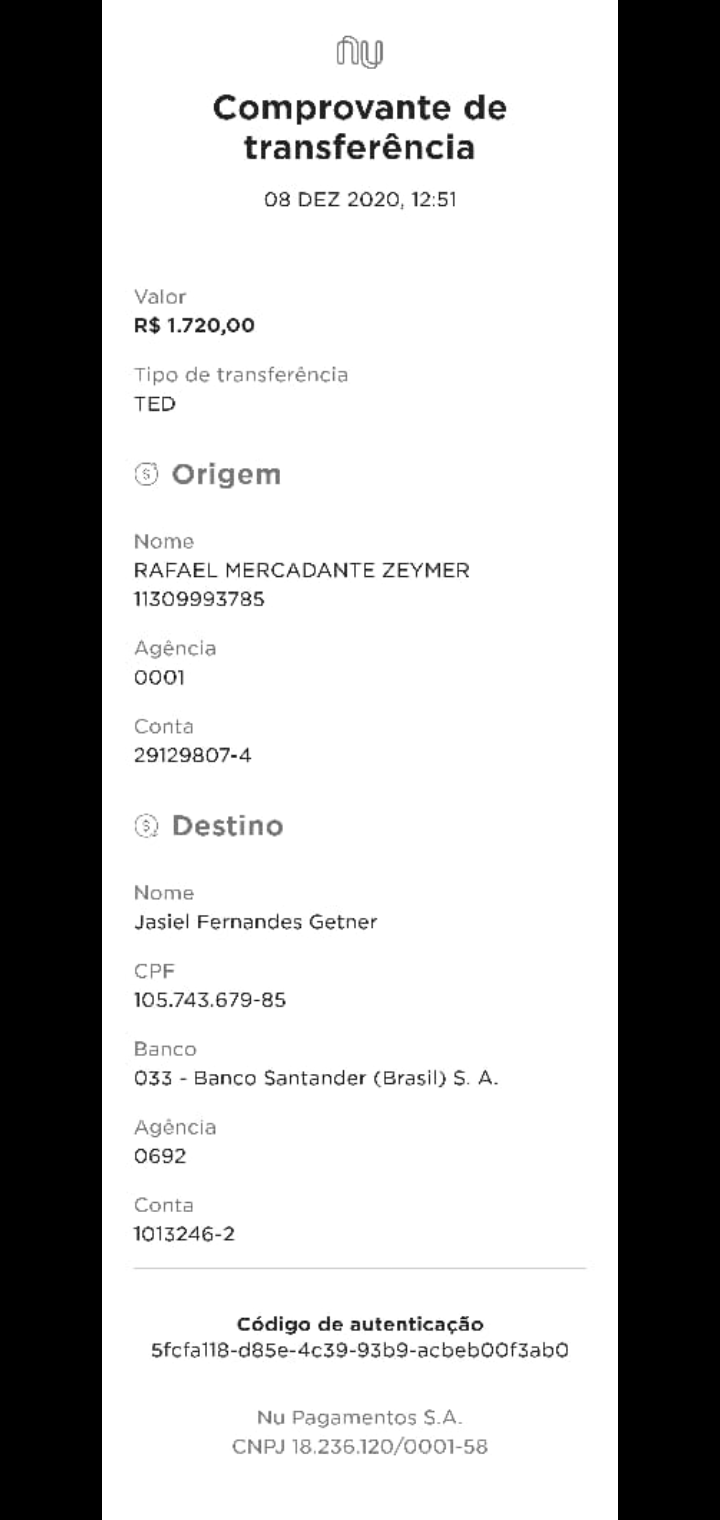 nu
Comprovante de
transferência
08 DEZ 2020, 12:51
Valor
R$ 1.720,00
Tipo de transferência
TED
Origem
Nome
RAFAEL MERCADANTE ZEYMER
11309993785
Agência
0001
Conta
29129807-4
Destino
Nome
Jasiel Fernandes Getner
CPF
105.743.679-85
Banco
033 - Banco Santander (Brasil) S. A.
Agência
0692
Conta
1013246-2
Código de autenticação
5fcfa118-d85e-4c39-93b9-acbeb00f3ab0
Nu Pagamentos S.A.
CNPJ 18.236.120/0001-58